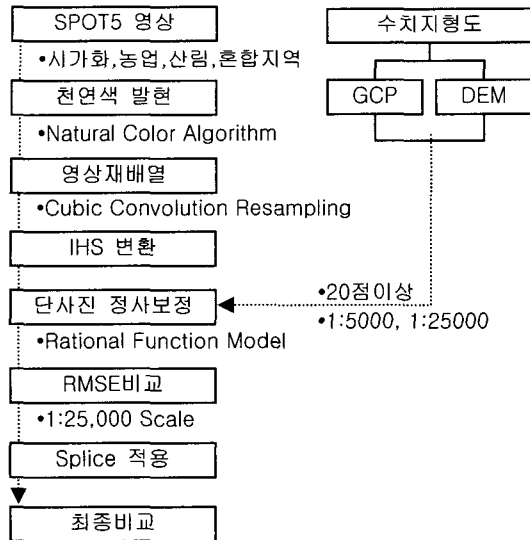 SPOT5 영상
•시가화,농업,산림,혼합지역
천연색 발현
•Natural Color Algorithm
영상재배열
•Cubic Convolution Resampling
IHS 변환
단사진 정사보정
•Rational Function Model
RMSE비교
•1:25,000 Scale
Splice 적용
최종비교
수치지형도
GCP
DEM
•20점이상
•1:5000, 1:25000